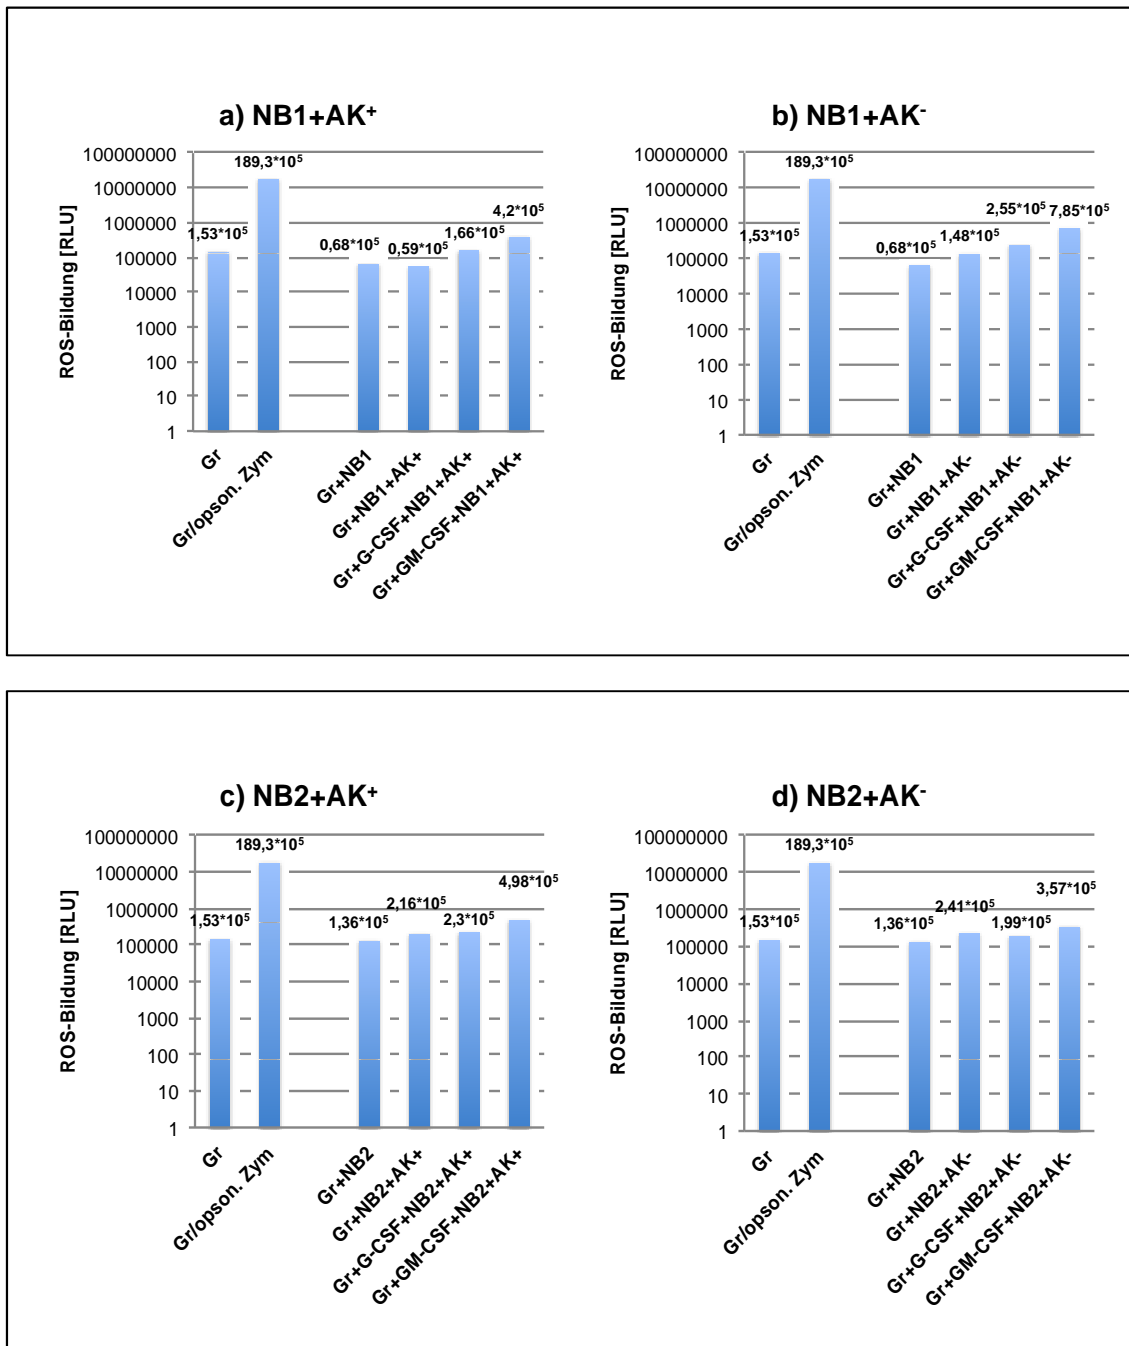 a) NB1+AK⁺
ROS-Bildung [RLU]
100000000
10000000
1000000
100000
10000
1000
100
10
1
1,53*10⁵
189,3*10⁵
0,68*10⁵
0,59*10⁵
1,66*10⁵
4,2*10⁵
Gr
Gr/opson. Zym
Gr+NB1
Gr+NB1+AK+
Gr+G-CSF+NB1+AK+
Gr+GM-CSF+NB1+AK+
b) NB1+AK⁻
ROS-Bildung [RLU]
100000000
10000000
1000000
100000
10000
1000
100
10
1
1,53*10⁵
189,3*10⁵
0,68*10⁵
1,48*10⁵
2,55*10⁵
7,85*10⁵
Gr
Gr/opson. Zym
Gr+NB1
Gr+NB1+AK-
Gr+G-CSF+NB1+AK-
Gr+GM-CSF+NB1+AK-
c) NB2+AK⁺
ROS-Bildung [RLU]
100000000
10000000
1000000
100000
10000
1000
100
10
1
1,53*10⁵
189,3*10⁵
1,36*10⁵
2,16*10⁵
2,3*10⁵
4,98*10⁵
Gr
Gr/opson. Zym
Gr+NB2
Gr+NB2+AK+
Gr+G-CSF+NB2+AK+
Gr+GM-CSF+NB2+AK+
d) NB2+AK⁻
ROS-Bildung [RLU]
100000000
10000000
1000000
100000
10000
1000
100
10
1
1,53*10⁵
189,3*10⁵
1,36*10⁵
2,41*10⁵
1,99*10⁵
3,57*10⁵
Gr
Gr/opson. Zym
Gr+NB2
Gr+NB2+AK-
Gr+G-CSF+NB2+AK-
Gr+GM-CSF+NB2+AK-